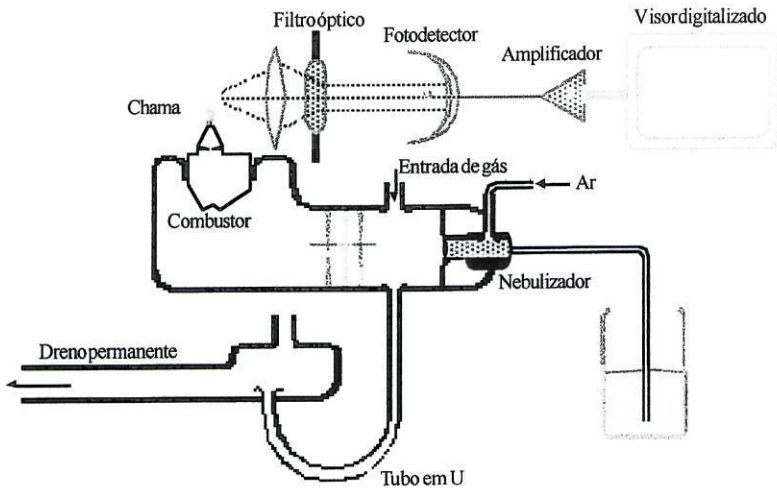 Filtro óptico
Fotodetector
Amplificador
Visor digitalizado
Chama
Entrada de gás
Ar
Combustor
Nebulizador
Dreno permanente
Tubo em U